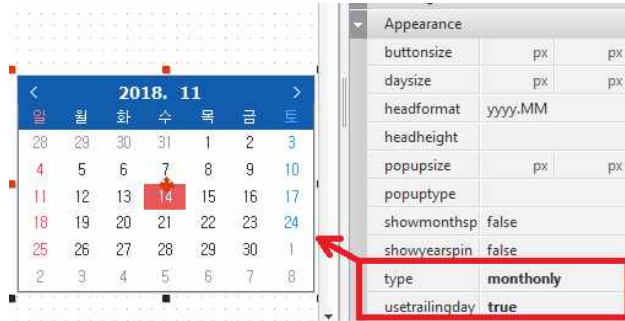 Appearance
buttonsize px px
daysize px px
headformat yyyy.MM
headheight
popupsize px px
popuptype
showmonthsp false
showyearspin false
type monthonly
usetrailingday true
< 2018. 11 >
일 월 화 수 목 금 토
28 29 30 31 1 2 3
4 5 6 7 8 9 10
11 12 13 14 15 16 17
18 19 20 21 22 23 24
25 26 27 28 29 30 1
2 3 4 5 6 7 8